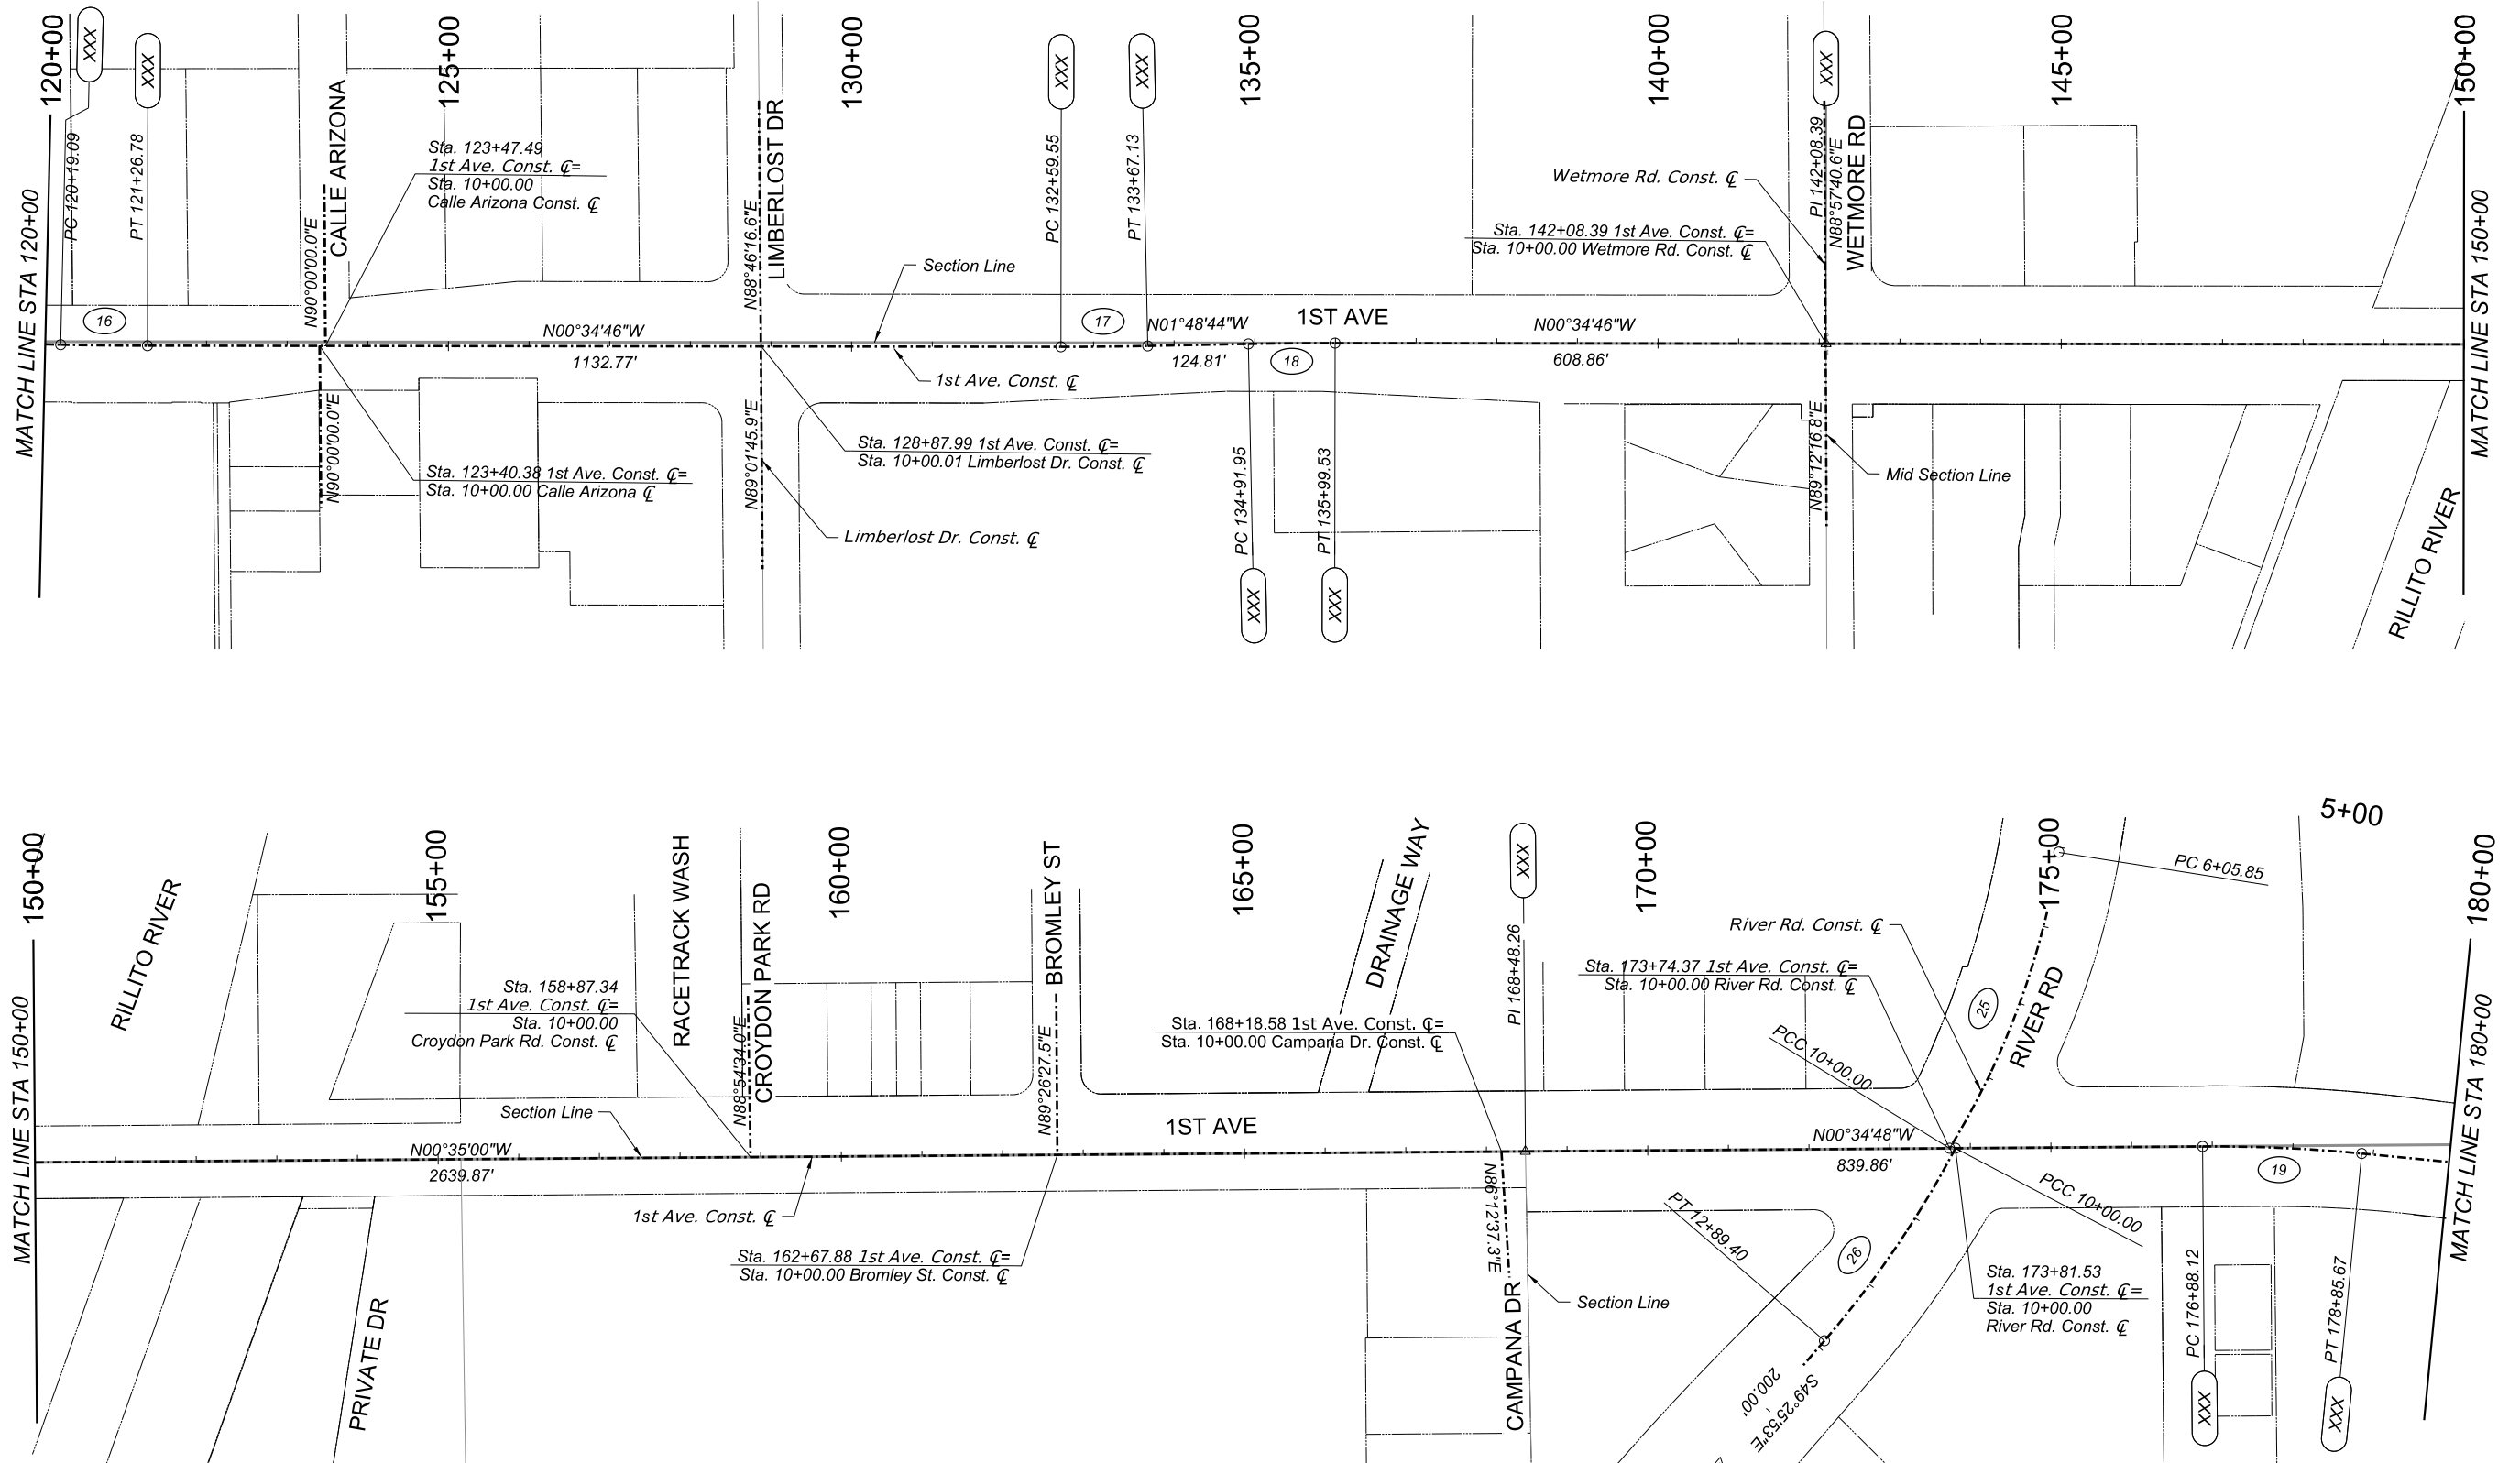 120+00
XXX
XXX
125+00
130+00
XXX
XXX
135+00
140+00
XXX
145+00
150+00
MATCH LINE STA 120+00
PC 120+19.09
PT 121+26.78
CALLE ARIZONA
N90°00'00.0"E
Sta. 123+47.49
1st Ave. Const. ℄=
Sta. 10+00.00
Calle Arizona Const. ℄
LIMBERLOST DR
N88°46'16.6"E
Section Line
PC 132+59.55
PT 133+67.13
Wetmore Rd. Const. ℄
Sta. 142+08.39 1st Ave. Const. ℄=
Sta. 10+00.00 Wetmore Rd. Const. ℄
PI 142+08.39
N88°57'40.6"E
WETMORE RD
MATCH LINE STA 150+00
16
N00°34'46"W
1132.77'
17
N01°48'44"W
124.81'
1ST AVE
18
N00°34'46"W
608.86'
1st Ave. Const. ℄
N90°00'00.0"E
Sta. 123+40.38 1st Ave. Const. ℄=
Sta. 10+00.00 Calle Arizona ℄
N89°01'45.9"E
Sta. 128+87.99 1st Ave. Const. ℄=
Sta. 10+00.01 Limberlost Dr. Const. ℄
Limberlost Dr. Const. ℄
PC 134+91.95
XXX
PT 135+99.53
XXX
N89°12'16.8"E
Mid Section Line
RILLITO RIVER
150+00
155+00
160+00
165+00
170+00
175+00
5+00
180+00
MATCH LINE STA 150+00
RILLITO RIVER
Sta. 158+87.34
1st Ave. Const. ℄=
Sta. 10+00.00
Croydon Park Rd. Const. ℄
RACETRACK WASH
N88°54'34.0"E
CROYDON PARK RD
BROMLEY ST
N89°26'27.5"E
DRAINAGE WAY
XXX
PI 168+48.26
Sta. 168+18.58 1st Ave. Const. ℄=
Sta. 10+00.00 Campana Dr. Const. ℄
River Rd. Const. ℄
Sta. 173+74.37 1st Ave. Const. ℄=
Sta. 10+00.00 River Rd. Const. ℄
PCC 10+00.00
25
RIVER RD
PC 6+05.85
MATCH LINE STA 180+00
Section Line
N00°35'00"W
2639.87'
1ST AVE
N00°34'48"W
839.86'
19
1st Ave. Const. ℄
Sta. 162+67.88 1st Ave. Const. ℄=
Sta. 10+00.00 Bromley St. Const. ℄
PRIVATE DR
N86°12'37.3"E
CAMPANA DR
Section Line
PT 12+89.40
26
PCC 10+00.00
Sta. 173+81.53
1st Ave. Const. ℄=
Sta. 10+00.00
River Rd. Const. ℄
200.00'
S49°25'53"E
PC 176+88.12
XXX
PT 178+85.67
XXX